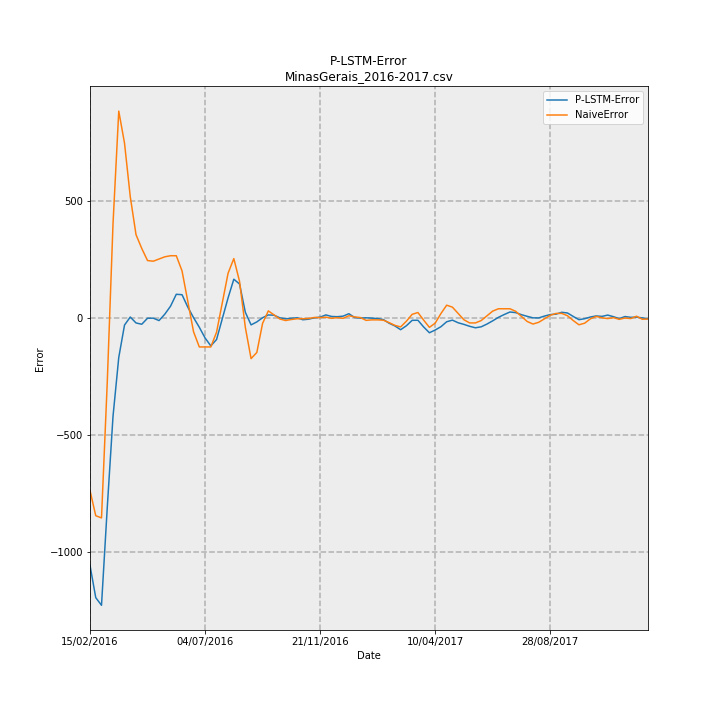 P-LSTM-Error
MinasGerais_2016-2017.csv
P-LSTM-Error
NaiveError
500
0
−500
−1000
Error
15/02/2016
04/07/2016
21/11/2016
10/04/2017
28/08/2017
Date